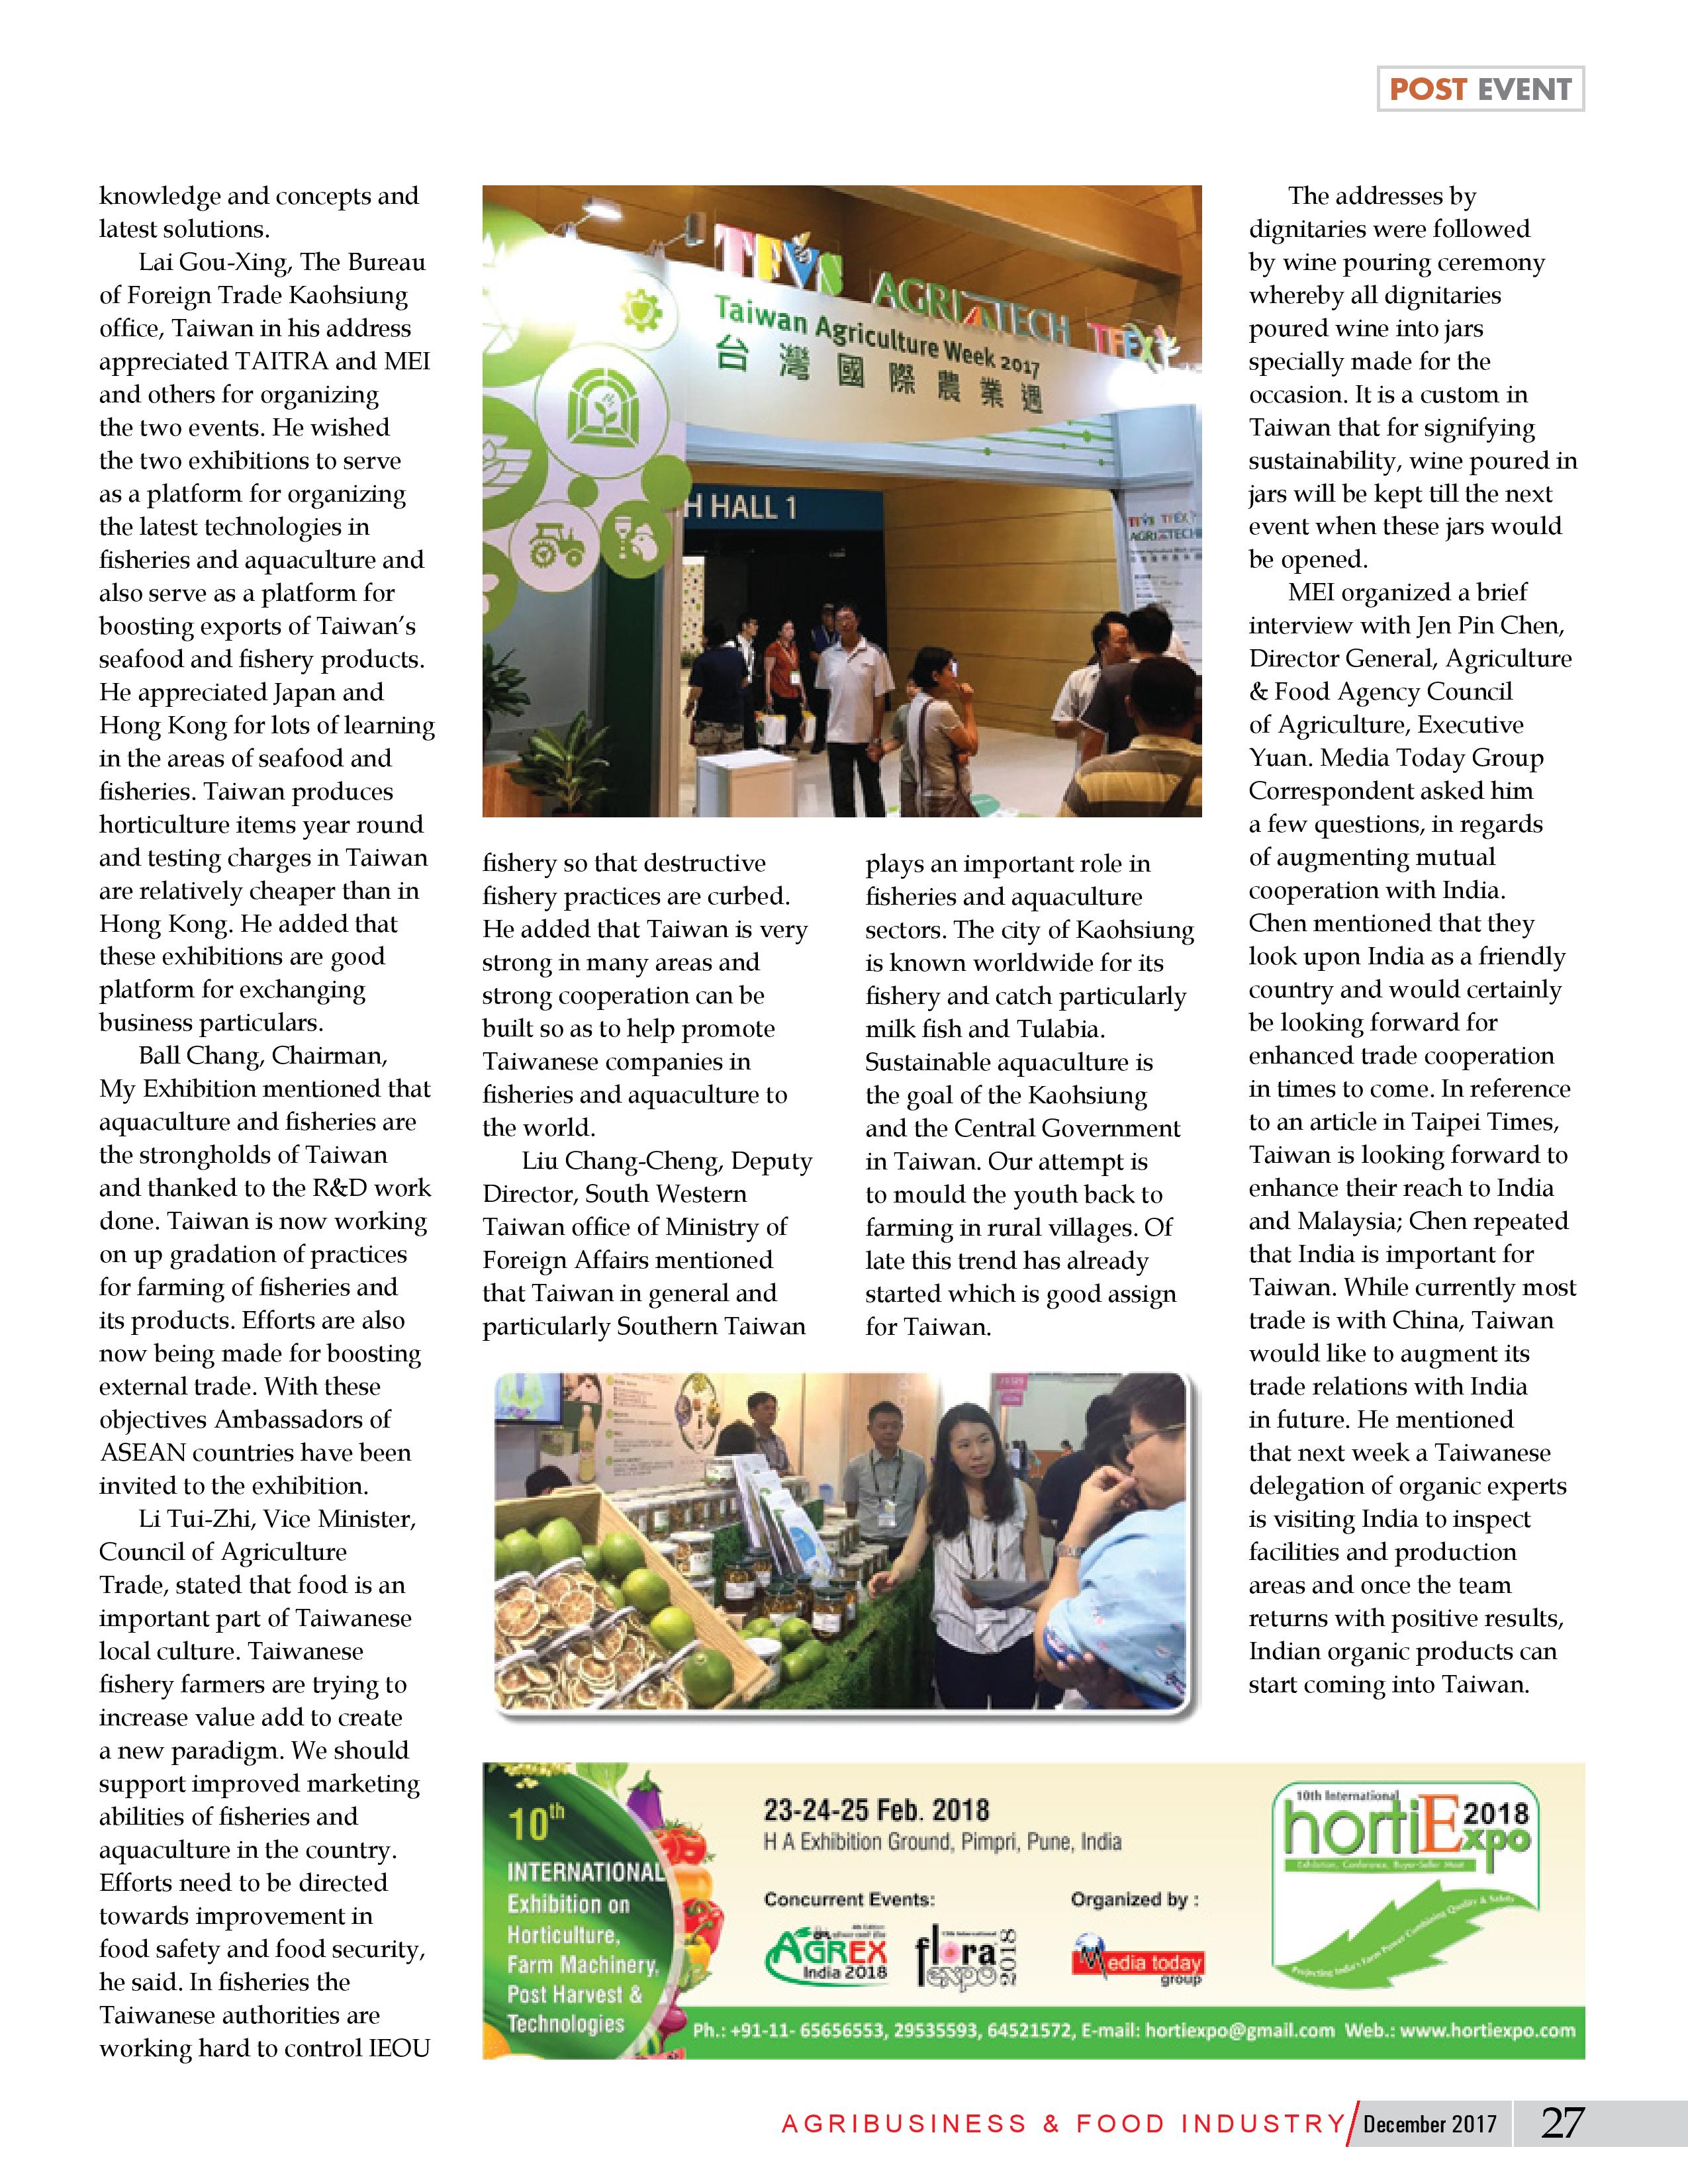 POST EVENT
knowledge and concepts and
latest solutions.
Lai Gou-Xing, The Bureau
of Foreign Trade Kaohsiung
office, Taiwan in his address
appreciated TAITRA and MEI
and others for organizing
the two events. He wished
the two exhibitions to serve
as a platform for organizing
the latest technologies in
fisheries and aquaculture and
also serve as a platform for
boosting exports of Taiwan's
seafood and fishery products.
He appreciated Japan and
Hong Kong for lots of learning
in the areas of seafood and
fisheries. Taiwan produces
horticulture items year round
and testing charges in Taiwan
are relatively cheaper than in
Hong Kong. He added that
these exhibitions are good
platform for exchanging
business particulars.
Ball Chang, Chairman,
My Exhibition mentioned that
aquaculture and fisheries are
the strongholds of Taiwan
and thanked to the R&D work
done. Taiwan is now working
on up gradation of practices
for farming of fisheries and
its products. Efforts are also
now being made for boosting
external trade. With these
objectives Ambassadors of
ASEAN countries have been
invited to the exhibition.
Li Tui-Zhi, Vice Minister,
Council of Agriculture
Trade, stated that food is an
important part of Taiwanese
local culture. Taiwanese
fishery farmers are trying to
increase value add to create
a new paradigm. We should
support improved marketing
abilities of fisheries and
aquaculture in the country.
Efforts need to be directed
towards improvement in
food safety and food security,
he said. In fisheries the
Taiwanese authorities are
working hard to control IEOU
TFVS AGRI TECH TFEX
Taiwan Agriculture Week 2017
台灣國際農業週
H HALL 1
TFVS TFEX
AGRI TECH
fishery so that destructive
fishery practices are curbed.
He added that Taiwan is very
strong in many areas and
strong cooperation can be
built so as to help promote
Taiwanese companies in
fisheries and aquaculture to
the world.
Liu Chang-Cheng, Deputy
Director, South Western
Taiwan office of Ministry of
Foreign Affairs mentioned
that Taiwan in general and
particularly Southern Taiwan
plays an important role in
fisheries and aquaculture
sectors. The city of Kaohsiung
is known worldwide for its
fishery and catch particularly
milk fish and Tulabia.
Sustainable aquaculture is
the goal of the Kaohsiung
and the Central Government
in Taiwan. Our attempt is
to mould the youth back to
farming in rural villages. Of
late this trend has already
started which is good assign
for Taiwan.
The addresses by
dignitaries were followed
by wine pouring ceremony
whereby all dignitaries
poured wine into jars
specially made for the
occasion. It is a custom in
Taiwan that for signifying
sustainability, wine poured in
jars will be kept till the next
event when these jars would
be opened.
MEI organized a brief
interview with Jen Pin Chen,
Director General, Agriculture
& Food Agency Council
of Agriculture, Executive
Yuan. Media Today Group
Correspondent asked him
a few questions, in regards
of augmenting mutual
cooperation with India.
Chen mentioned that they
look upon India as a friendly
country and would certainly
be looking forward for
enhanced trade cooperation
in times to come. In reference
to an article in Taipei Times,
Taiwan is looking forward to
enhance their reach to India
and Malaysia; Chen repeated
that India is important for
Taiwan. While currently most
trade is with China, Taiwan
would like to augment its
trade relations with India
in future. He mentioned
that next week a Taiwanese
delegation of organic experts
is visiting India to inspect
facilities and production
areas and once the team
returns with positive results,
Indian organic products can
start coming into Taiwan.
10th
INTERNATIONAL
Exhibition on
Horticulture,
Farm Machinery,
Post Harvest &
Technologies
23-24-25 Feb. 2018
H A Exhibition Ground, Pimpri, Pune, India
Concurrent Events:
AGREX
India 2018
flora
expo 2018
Organized by :
Media today
group
10th International
hortiExpo 2018
Exhibition, Conference, Buyer-Seller Meet
Projecting India's Farm Power Combining Quality & Safety
Ph.: +91-11- 65656553, 29535593, 64521572, E-mail: hortiexpo@gmail.com Web.: www.hortiexpo.com
AGRIBUSINESS & FOOD INDUSTRY
December 2017
27